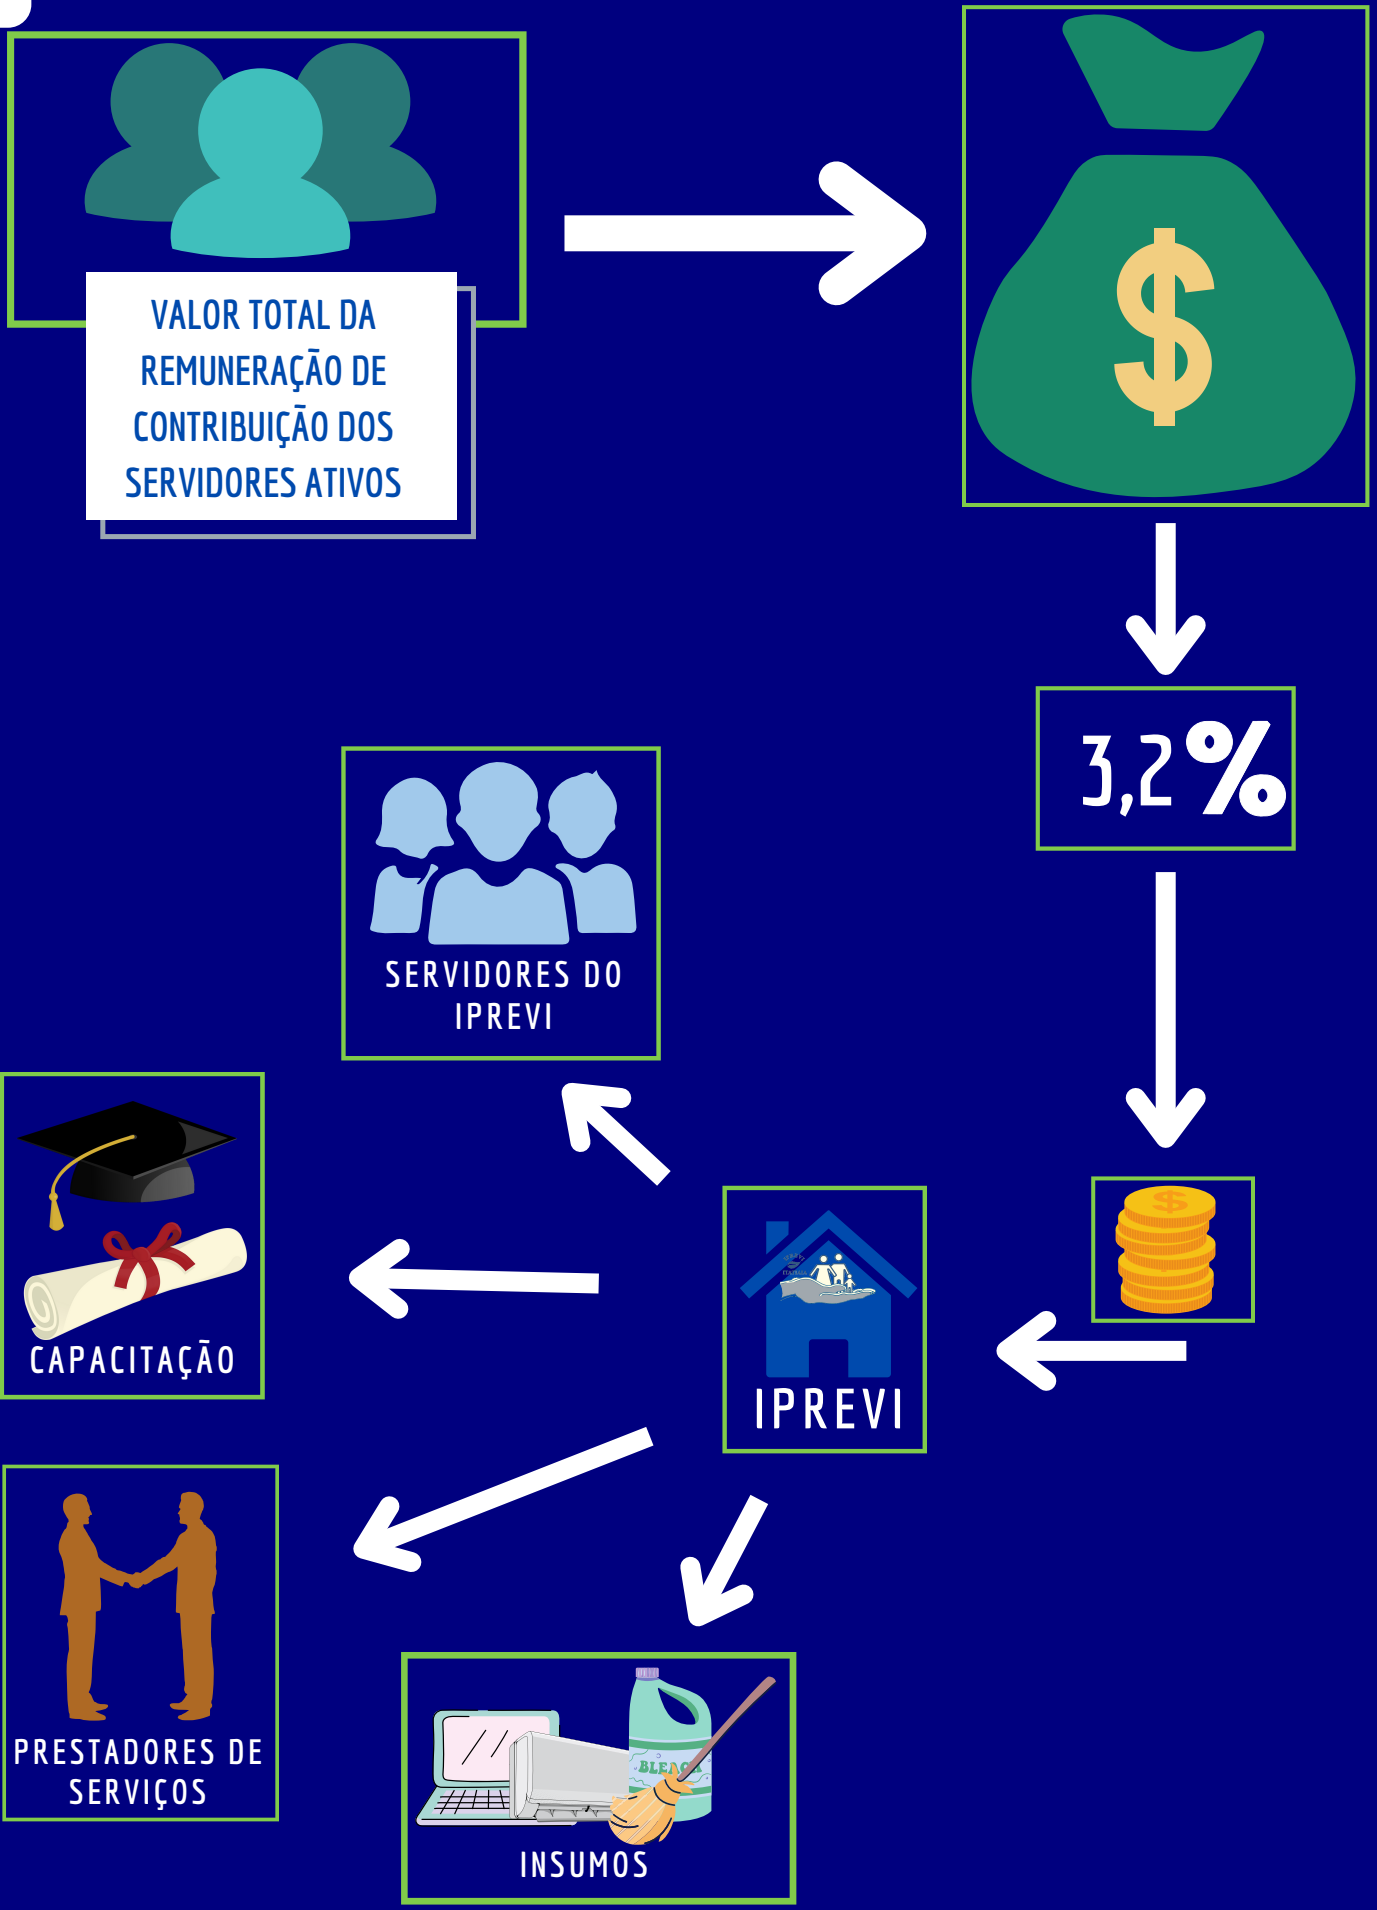 VALOR TOTAL DA
REMUNERAÇÃO DE
CONTRIBUIÇÃO DOS
SERVIDORES ATIVOS
$
3,2%
SERVIDORES DO
IPREVI
CAPACITAÇÃO
$
IPREVI
PRESTADORES DE
SERVIÇOS
BLEACH
INSUMOS